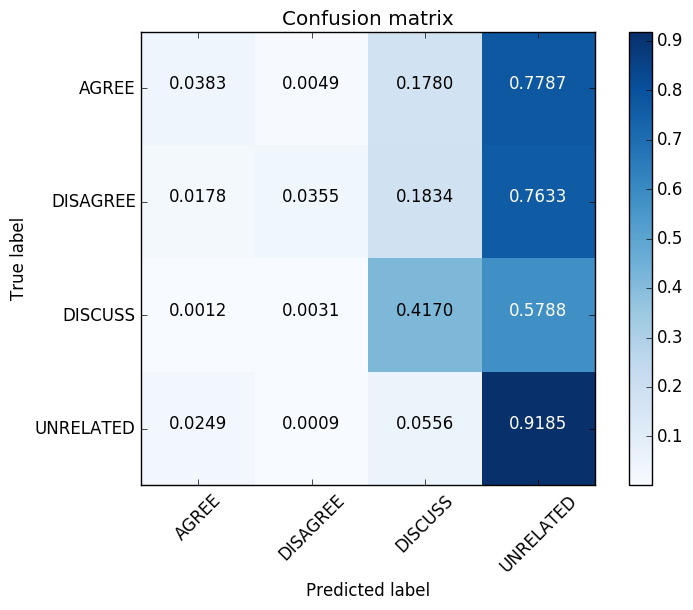 Confusion matrix
AGREE 0.0383 0.0049 0.1780 0.7787
DISAGREE 0.0178 0.0355 0.1834 0.7633
DISCUSS 0.0012 0.0031 0.4170 0.5788
UNRELATED 0.0249 0.0009 0.0556 0.9185
True label
AGREE DISAGREE DISCUSS UNRELATED
Predicted label
0.9
0.8
0.7
0.6
0.5
0.4
0.3
0.2
0.1